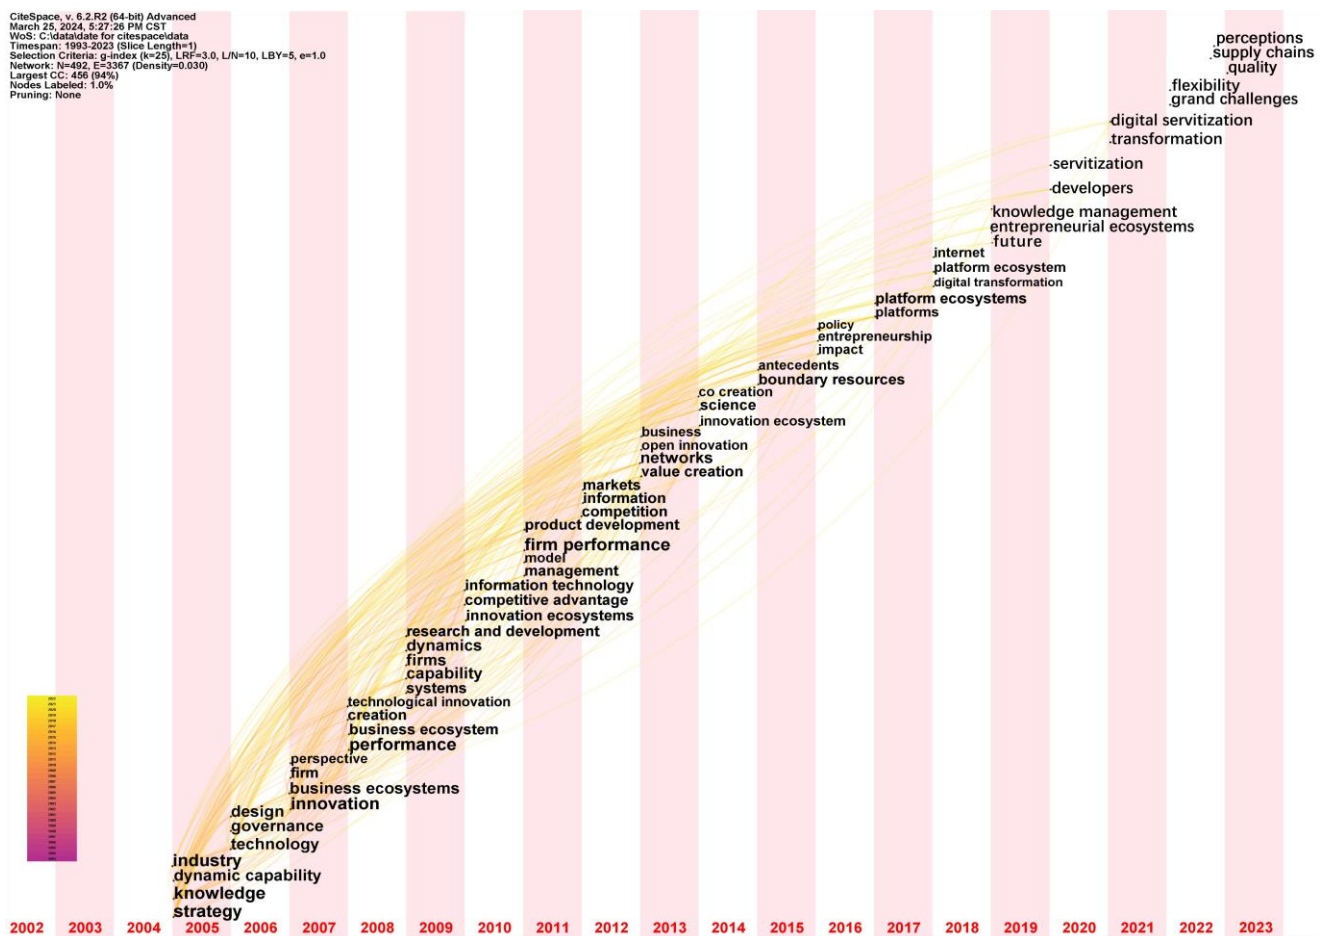 CiteSpace, v. 6.2.R2 (64-bit) Advanced
March 25, 2024, 5:27:26 PM CST
WoS: C:\data\date for citespace\data
Timespan: 1993-2023 (Slice Length=1)
Selection Criteria: g-index (k=25), LRF=3.0, L/N=10, LBY=5, e=1.0
Network: N=492, E=3367 (Density=0.030)
Largest CC: 456 (94%)
Nodes Labeled: 1.0%
Pruning: None
perceptions
supply chains
quality
flexibility
grand challenges
digital servitization
transformation
servitization
developers
knowledge management
entrepreneurial ecosystems
future
internet
platform ecosystem
digital transformation
platform ecosystems
platforms
policy
entrepreneurship
impact
antecedents
boundary resources
co creation
science
innovation ecosystem
business
open innovation
networks
value creation
markets
information
competition
product development
firm performance
model
management
information technology
competitive advantage
innovation ecosystems
research and development
dynamics
firms
capability
systems
technological innovation
creation
business ecosystem
performance
perspective
firm
business ecosystems
innovation
design
governance
technology
industry
dynamic capability
knowledge
strategy
2002 2003 2004 2005 2006 2007 2008 2009 2010 2011 2012 2013 2014 2015 2016 2017 2018 2019 2020 2021 2022 2023